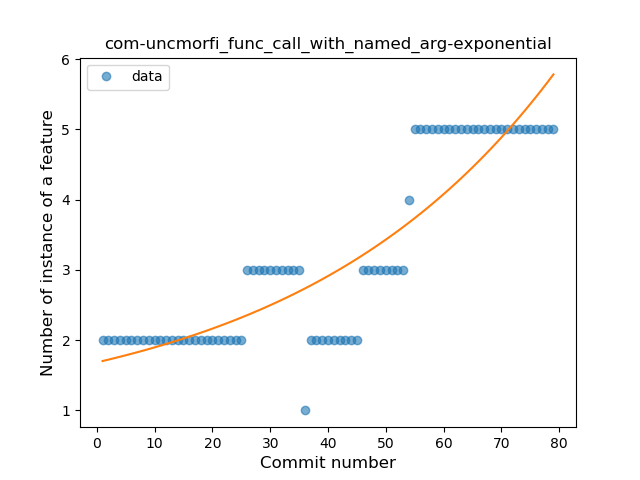 com-uncmorfi_func_call_with_named_arg-exponential
data
Number of instance of a feature
6
5
4
3
2
1
0 10 20 30 40 50 60 70 80
Commit number